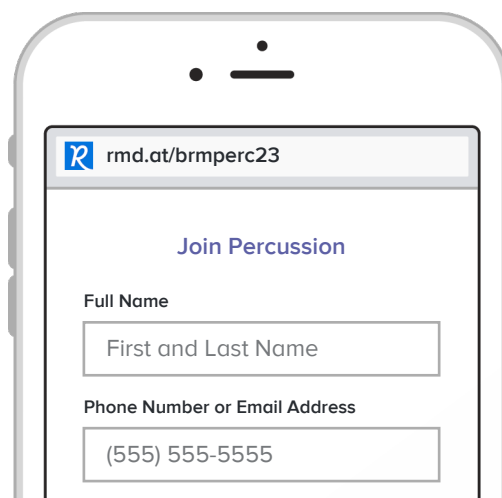 rmd.at/brmperc23
Join Percussion
Full Name
First and Last Name
Phone Number or Email Address
(555) 555-5555